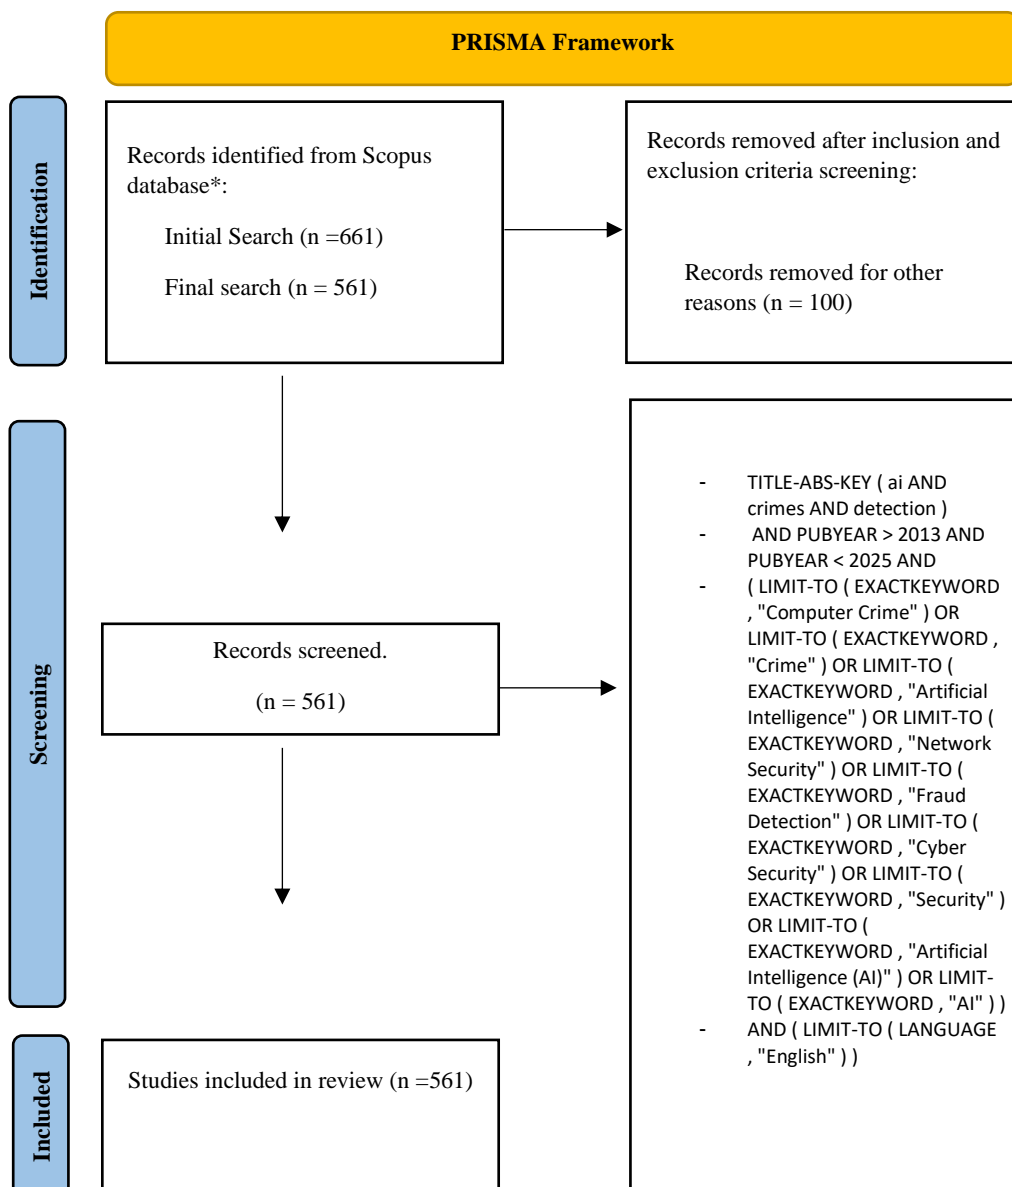 PRISMA Framework
Identification
Records identified from Scopus
database*:
Initial Search (n =661)
Final search (n = 561)
Records removed after inclusion and
exclusion criteria screening:
Records removed for other
reasons (n = 100)
Screening
Records screened.
(n = 561)
- TITLE-ABS-KEY ( ai AND
crimes AND detection )
- AND PUBYEAR > 2013 AND
PUBYEAR < 2025 AND
- ( LIMIT-TO ( EXACTKEYWORD
, "Computer Crime" ) OR
LIMIT-TO ( EXACTKEYWORD ,
"Crime" ) OR LIMIT-TO (
EXACTKEYWORD , "Artificial
Intelligence" ) OR LIMIT-TO (
EXACTKEYWORD , "Network
Security" ) OR LIMIT-TO (
EXACTKEYWORD , "Fraud
Detection" ) OR LIMIT-TO (
EXACTKEYWORD , "Cyber
Security" ) OR LIMIT-TO (
EXACTKEYWORD , "Security" )
OR LIMIT-TO (
EXACTKEYWORD , "Artificial
Intelligence (AI)" ) OR LIMIT-
TO ( EXACTKEYWORD , "AI" ) )
- AND ( LIMIT-TO ( LANGUAGE
, "English" ) )
Included
Studies included in review (n =561)